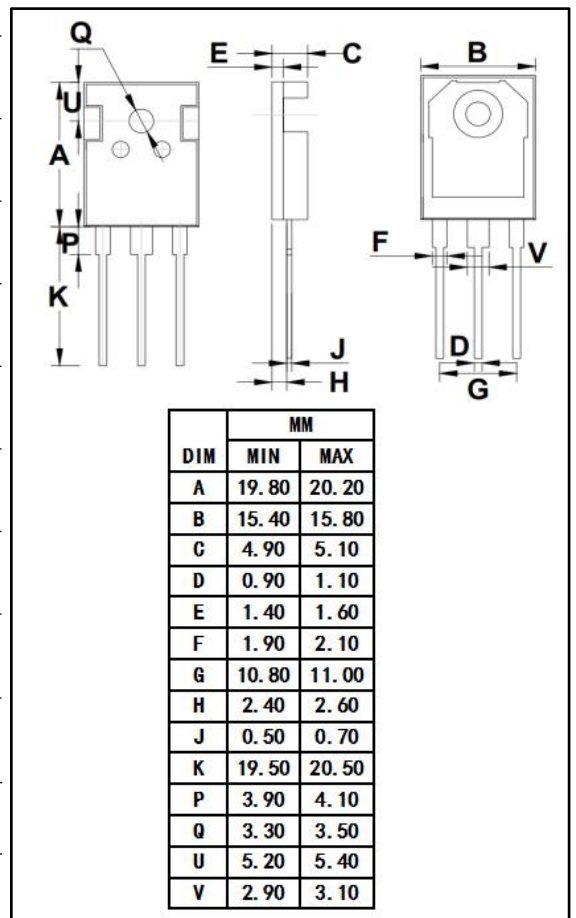 Q
E C
B
U
A
P
K
F V
J
D
H
G
MM
DIM MIN MAX
A 19.80 20.20
B 15.40 15.80
C 4.90 5.10
D 0.90 1.10
E 1.40 1.60
F 1.90 2.10
G 10.80 11.00
H 2.40 2.60
J 0.50 0.70
K 19.50 20.50
P 3.90 4.10
Q 3.30 3.50
U 5.20 5.40
V 2.90 3.10